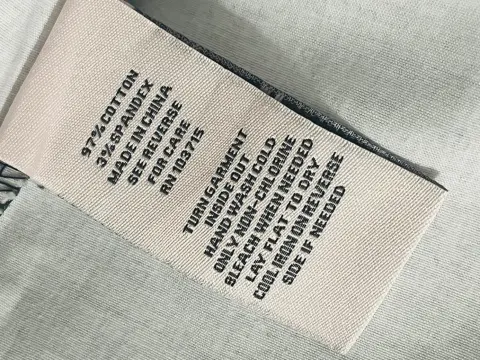 97% COTTON
3% SPANDEX
MADE IN CHINA
SEE REVERSE
FOR CARE
RN 103715
TURN GARMENT
INSIDE OUT
HAND WASH COLD
ONLY NON-CHLORINE
BLEACH WHEN NEEDED
LAY FLAT TO DRY
COOL IRON ON REVERSE
SIDE IF NEEDED